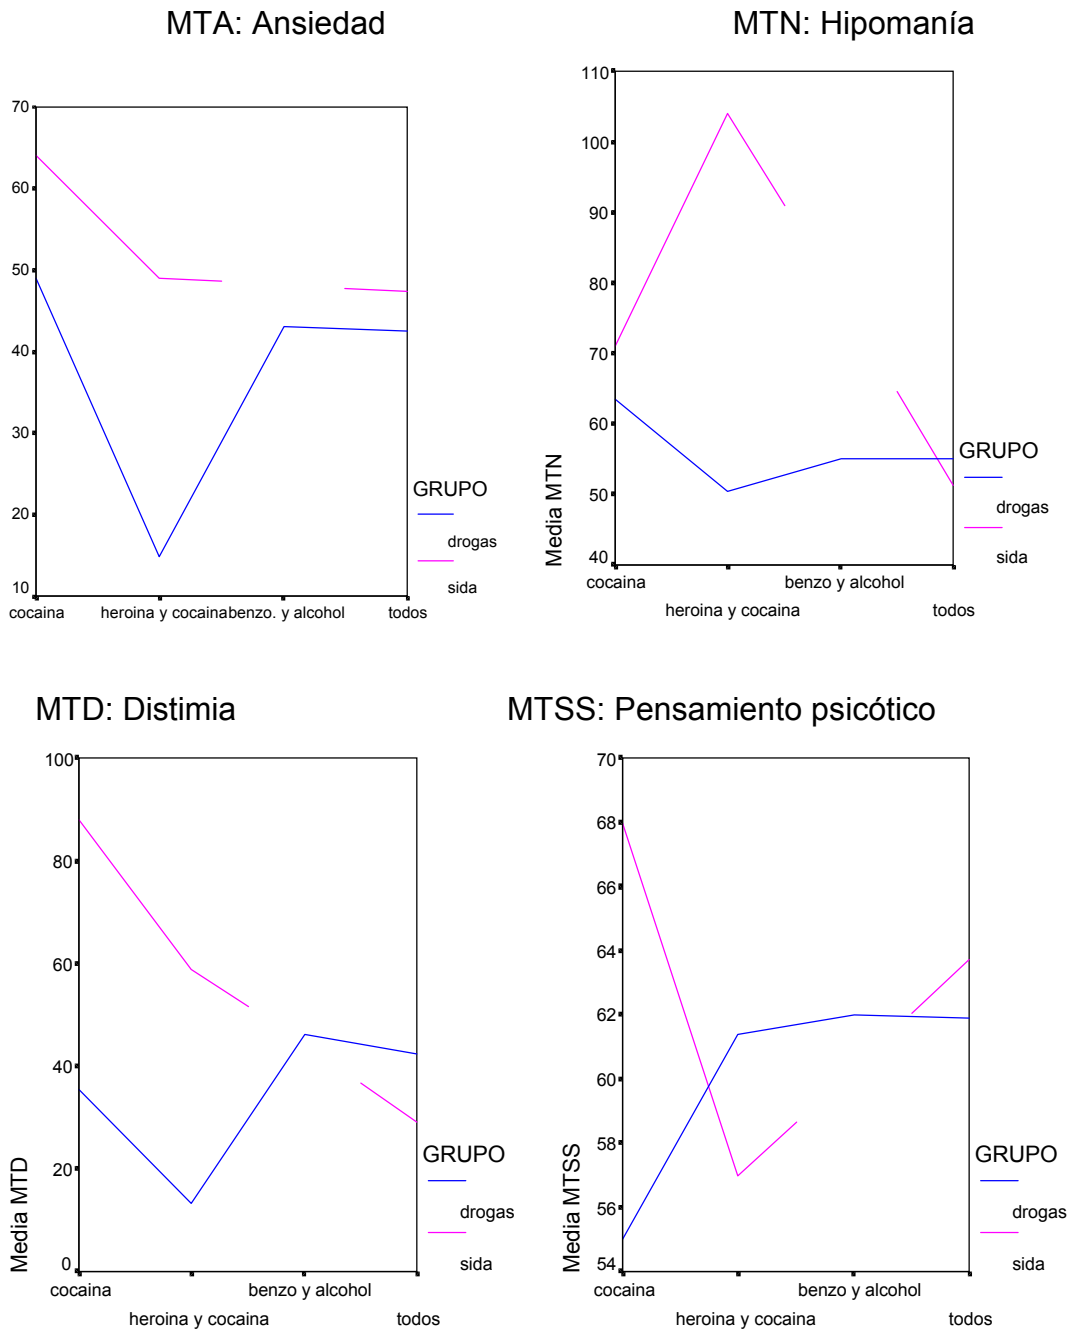 MTA: Ansiedad
70
60
50
40
30
20
10
cocaina
heroina y cocaina
benzo. y alcohol
todos
GRUPO
drogas
sida
MTN: Hipomanía
Media MTN
110
100
90
80
70
60
50
40
cocaina
benzo y alcohol
heroina y cocaina
todos
GRUPO
drogas
sida
MTD: Distimia
Media MTD
100
80
60
40
20
0
cocaina
benzo y alcohol
heroina y cocaina
todos
GRUPO
drogas
sida
MTSS: Pensamiento psicótico
Media MTSS
70
68
66
64
62
60
58
56
54
cocaina
benzo y alcohol
heroina y cocaina
todos
GRUPO
drogas
sida